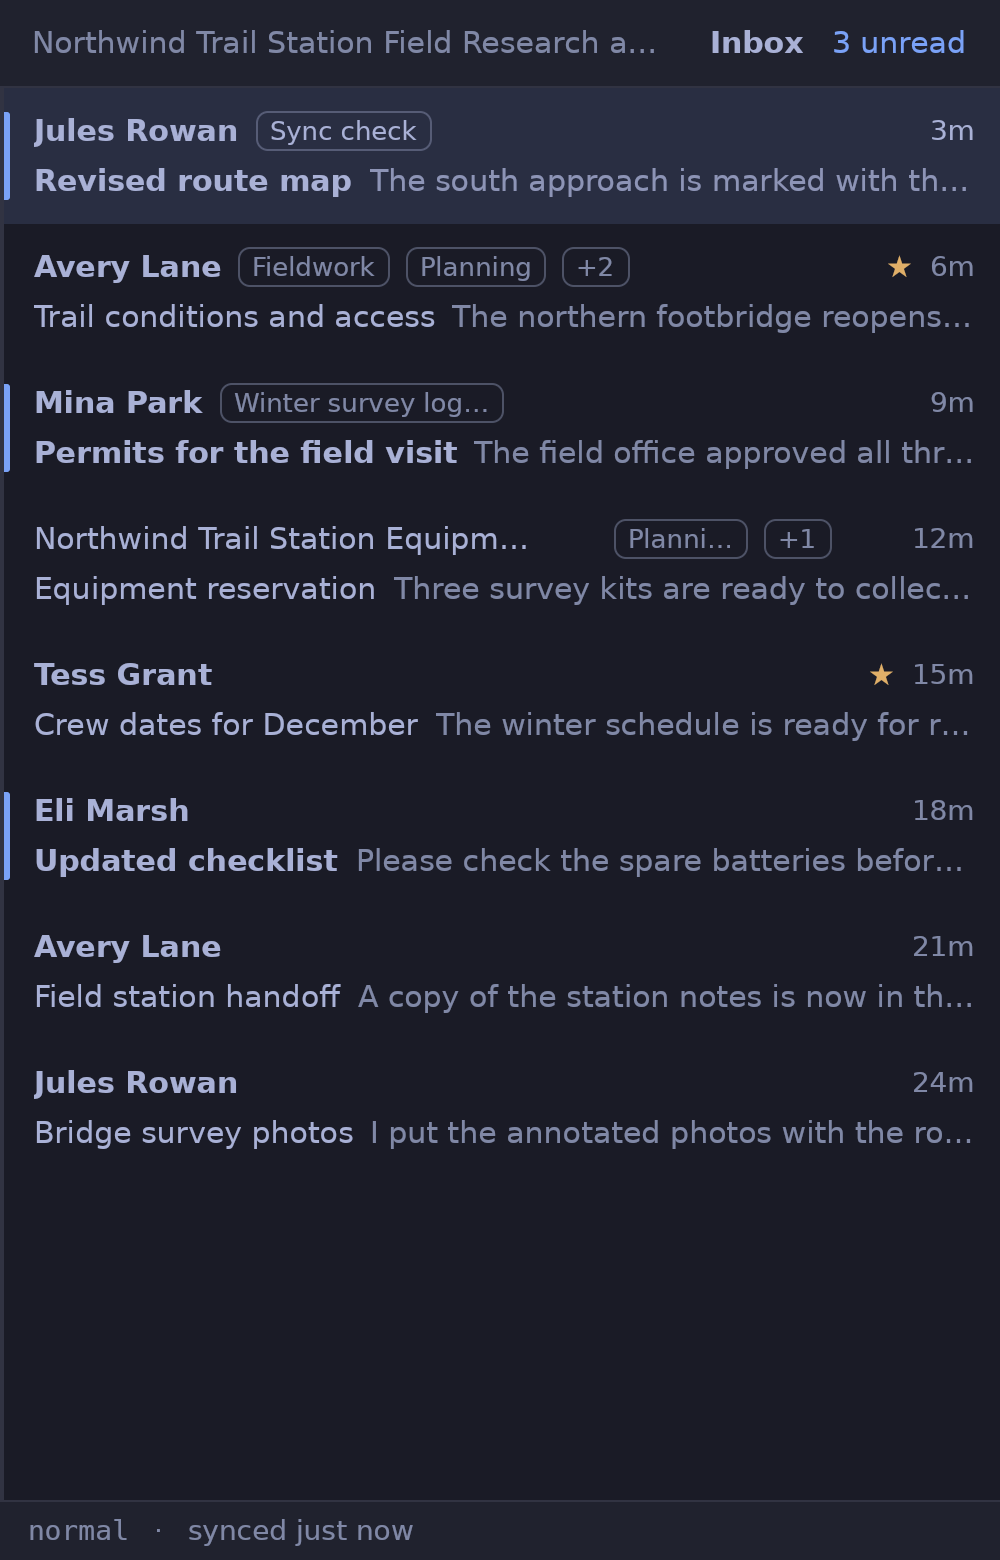 Northwind Trail Station Field Research a… Inbox 3 unread
Jules Rowan Sync check 3m
Revised route map The south approach is marked with th…
Avery Lane Fieldwork Planning +2 ★ 6m
Trail conditions and access The northern footbridge reopens…
Mina Park Winter survey log… 9m
Permits for the field visit The field office approved all thr…
Northwind Trail Station Equipm… Planni… +1 12m
Equipment reservation Three survey kits are ready to collec…
Tess Grant ★ 15m
Crew dates for December The winter schedule is ready for r…
Eli Marsh 18m
Updated checklist Please check the spare batteries befor…
Avery Lane 21m
Field station handoff A copy of the station notes is now in th…
Jules Rowan 24m
Bridge survey photos I put the annotated photos with the ro…
normal · synced just now